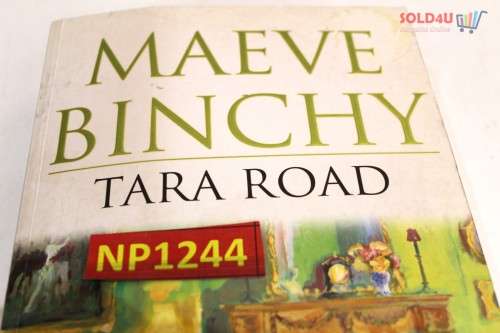 SOLD4U
MAEVE
BINCHY
TARA ROAD
NP1244